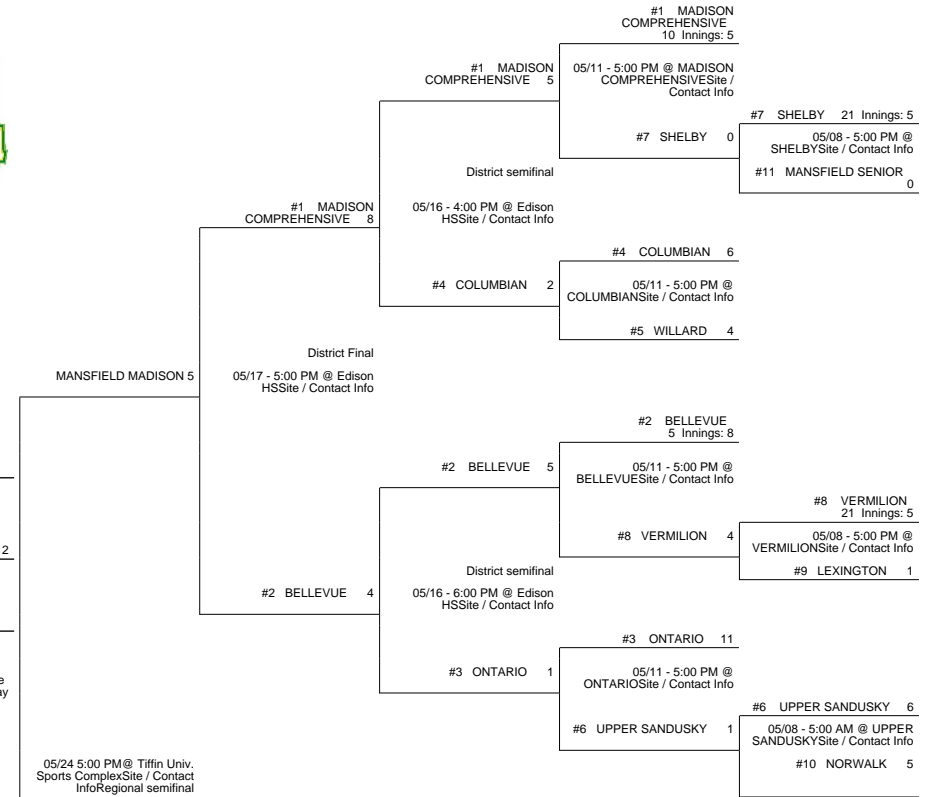 #1 MADISON
COMPREHENSIVE
10 Innings: 5
#1 MADISON
COMPREHENSIVE 5
05/11 - 5:00 PM @ MADISON
COMPREHENSIVESite /
Contact Info
#7 SHELBY 21 Innings: 5
#7 SHELBY 0
05/08 - 5:00 PM @
SHELBYSite / Contact Info
District semifinal
#11 MANSFIELD SENIOR
0
#1 MADISON
COMPREHENSIVE 8
05/16 - 4:00 PM @ Edison
HSSite / Contact Info
#4 COLUMBIAN 6
#4 COLUMBIAN 2
05/11 - 5:00 PM @
COLUMBIANSite / Contact Info
#5 WILLARD 4
District Final
MANSFIELD MADISON 5
05/17 - 5:00 PM @ Edison
HSSite / Contact Info
#2 BELLEVUE
5 Innings: 8
#2 BELLEVUE 5
05/11 - 5:00 PM @
BELLEVUESite / Contact Info
#8 VERMILION
21 Innings: 5
#8 VERMILION 4
05/08 - 5:00 PM @
VERMILIONSite / Contact Info
2
District semifinal
#9 LEXINGTON 1
#2 BELLEVUE 4
05/16 - 6:00 PM @ Edison
HSSite / Contact Info
#3 ONTARIO 11
#3 ONTARIO 1
05/11 - 5:00 PM @
ONTARIOSite / Contact Info
#6 UPPER SANDUSKY 6
#6 UPPER SANDUSKY 1
05/08 - 5:00 AM @ UPPER
SANDUSKYSite / Contact Info
#10 NORWALK 5
05/24 5:00 PM@ Tiffin Univ.
Sports ComplexSite / Contact
InfoRegional semifinal